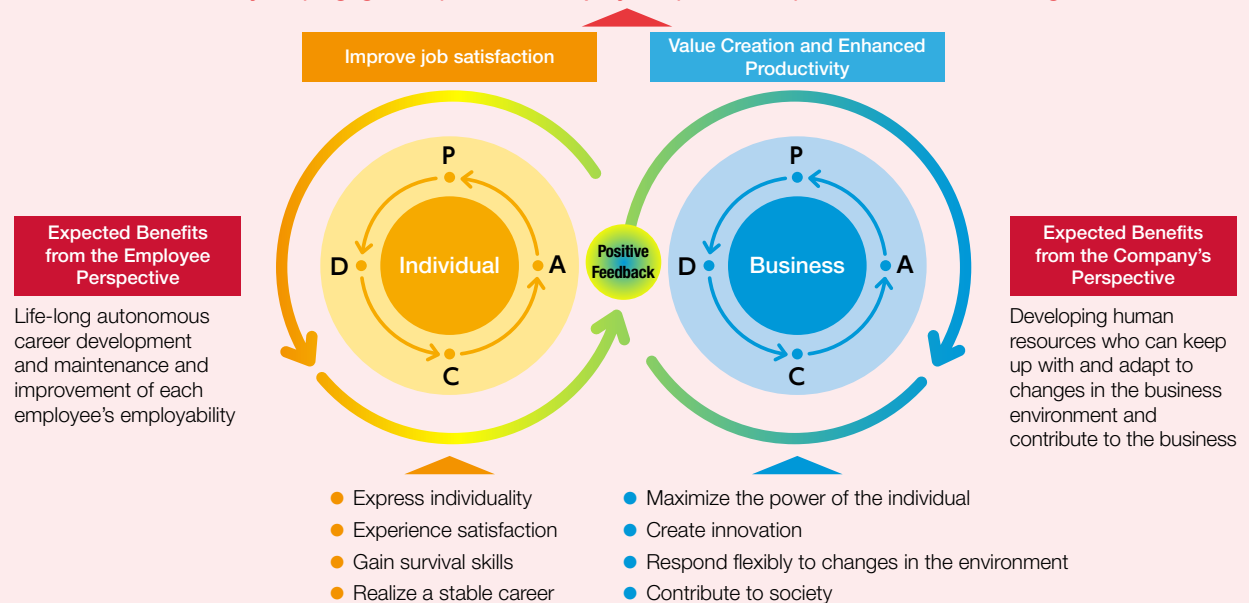 Improve job satisfaction
Value Creation and Enhanced
Productivity
P
D
Individual
A
C
Positive
Feedback
P
D
Business
A
C
Expected Benefits
from the Employee
Perspective
Life-long autonomous
career development
and maintenance and
improvement of each
employee's employability
Expected Benefits
from the Company's
Perspective
Developing human
resources who can keep
up with and adapt to
changes in the business
environment and
contribute to the business
● Express individuality
● Experience satisfaction
● Gain survival skills
● Realize a stable career
● Maximize the power of the individual
● Create innovation
● Respond flexibly to changes in the environment
● Contribute to society